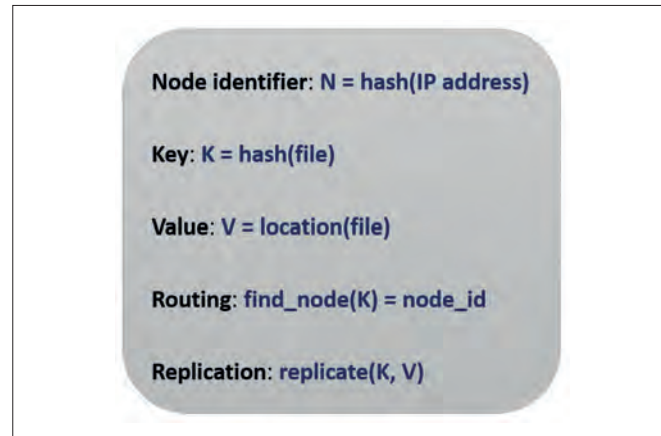 Node identifier: N = hash(IP address)
Key: K = hash(file)
Value: V = location(file)
Routing: find_node(K) = node_id
Replication: replicate(K, V)